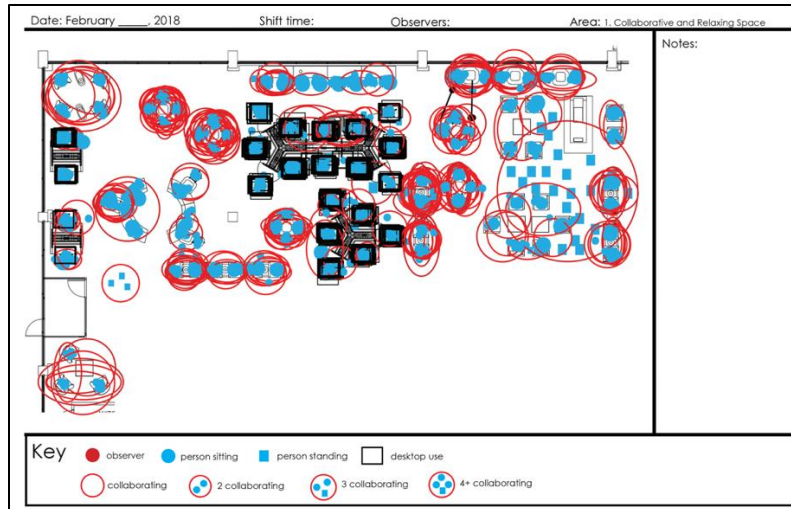 Date: February _____, 2018 Shift time: Observers: Area: 1. Collaborative and Relaxing Space
Notes:
Key observer person sitting person standing desktop use
collaborating 2 collaborating 3 collaborating 4+ collaborating